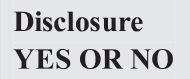 Disclosure
YES OR NO